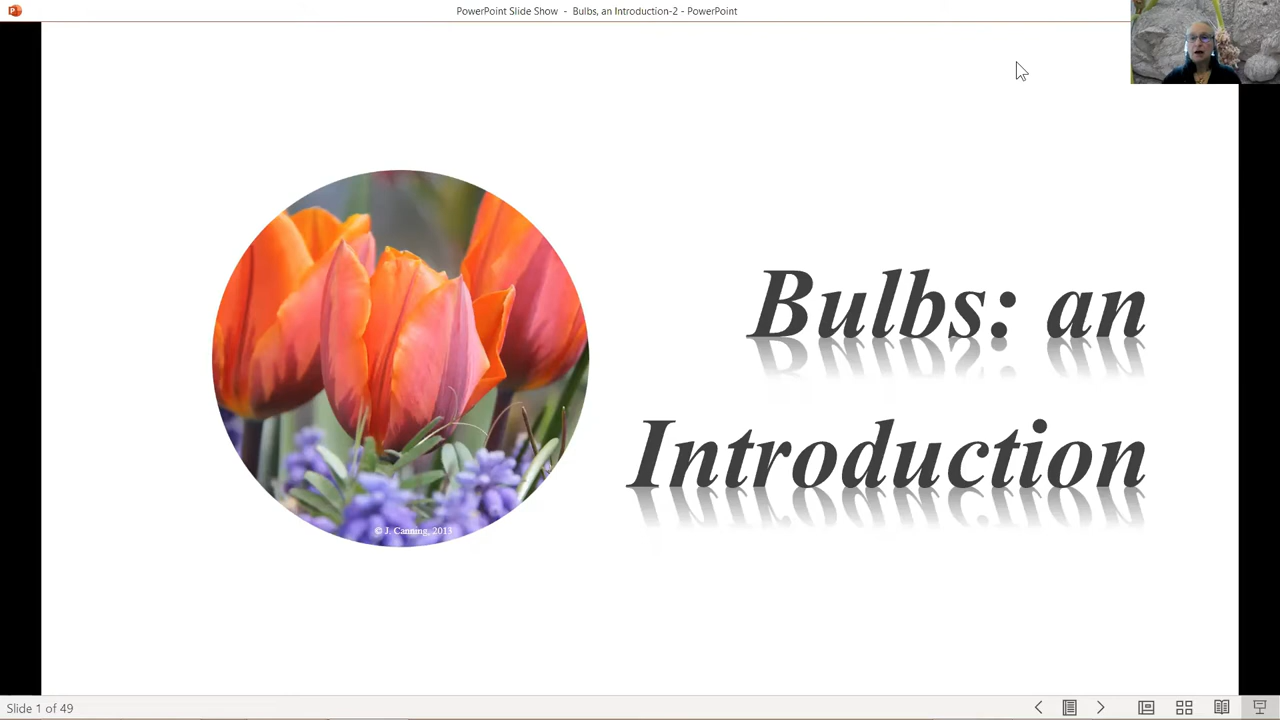 PowerPoint Slide Show - Bulbs, an Introduction-2 - PowerPoint
Bulbs: an
Introduction
© J. Canning, 2013
Slide 1 of 49